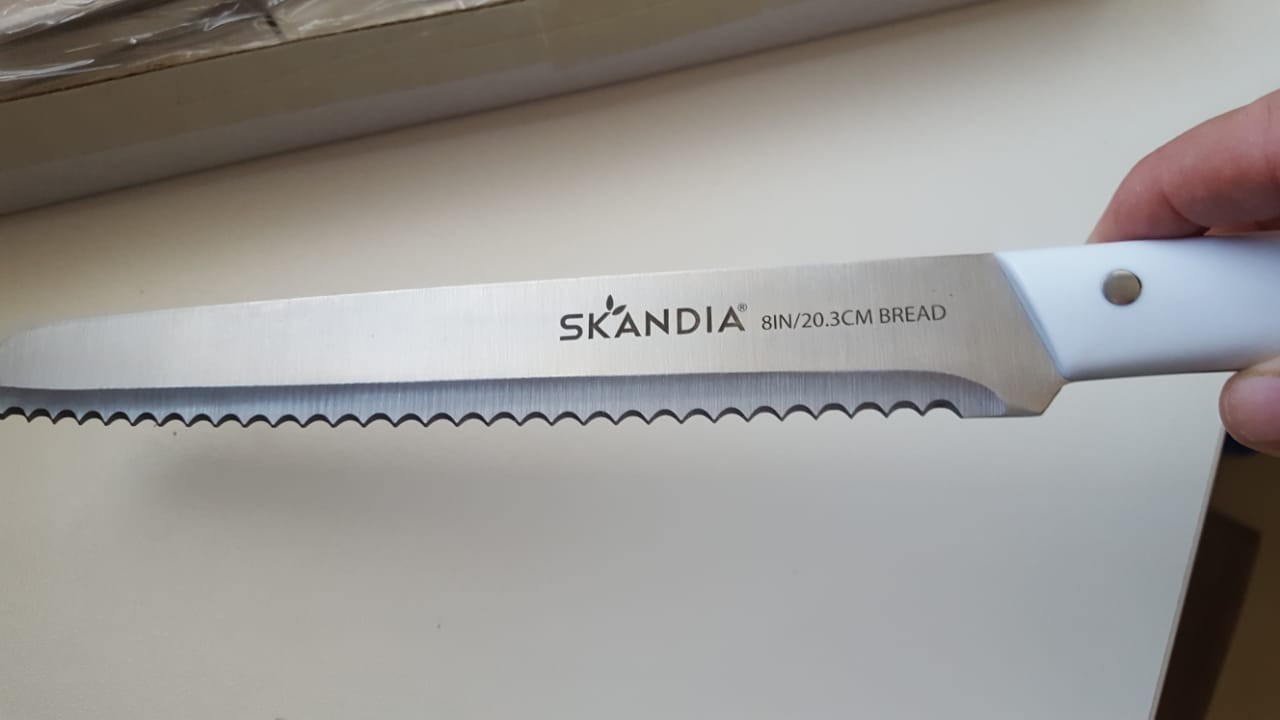 SKANDIA® 8IN/20.3CM BREAD